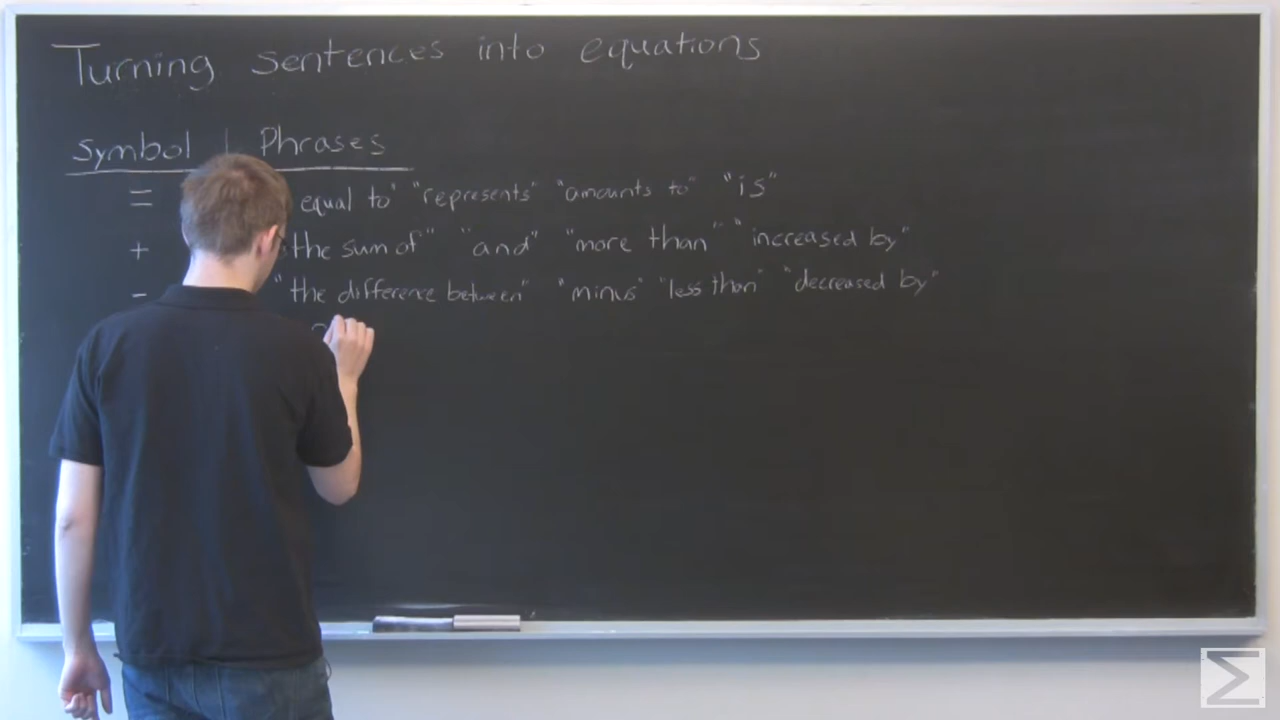 Turning sentences into equations
Symbol | Phrases
= equal to" "represents" "amounts to" "is"
+ the sum of" "and" "more than" "increased by"
- "the difference between" "minus" "less than" "decreased by"
Σ